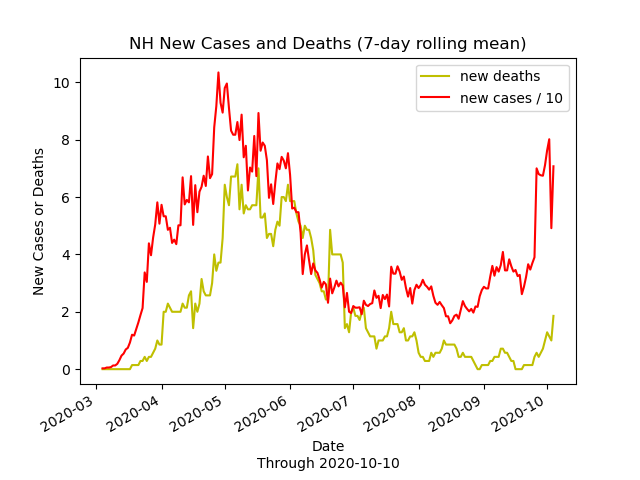 NH New Cases and Deaths (7-day rolling mean)
new deaths
new cases / 10
New Cases or Deaths
10
8
6
4
2
0
2020-03
2020-04
2020-05
2020-06
2020-07
2020-08
2020-09
2020-10
Date
Through 2020-10-10